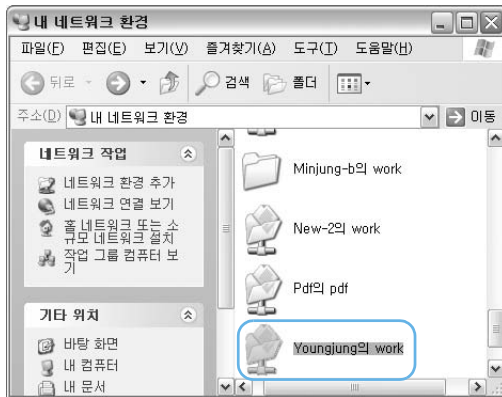 내 네트워크 환경
파일(F) 편집(E) 보기(V) 즐겨찾기(A) 도구(T) 도움말(H)
뒤로 검색 폴더
주소(D) 내 네트워크 환경 이동
네트워크 작업
네트워크 환경 추가
네트워크 연결 보기
홈 네트워크 또는 소
규모 네트워크 설치
작업 그룹 컴퓨터 보
기
기타 위치
바탕 화면
내 컴퓨터
내 문서
Minjung-b의 work
New-2의 work
Pdf의 pdf
Youngjung의 work